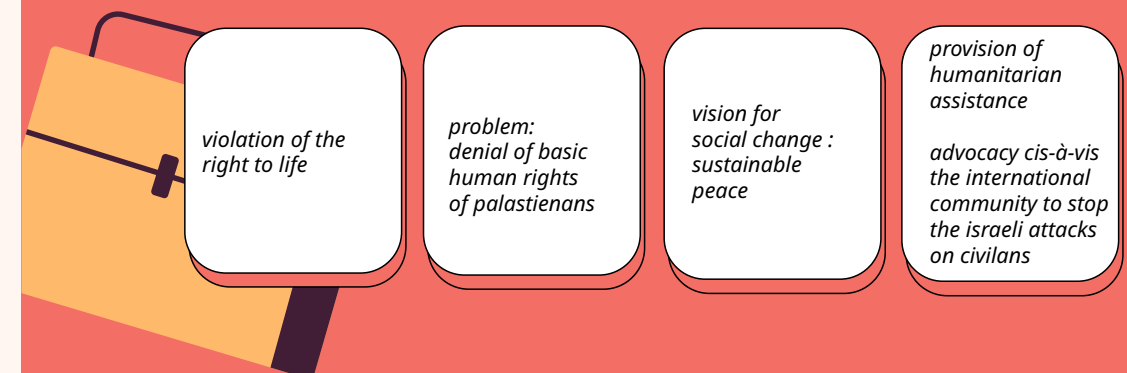 violation of the
right to life
problem:
denial of basic
human rights
of palastienans
vision for
social change :
sustainable
peace
provision of
humanitarian
assistance
advocacy cis-à-vis
the international
community to stop
the israeli attacks
on civilans